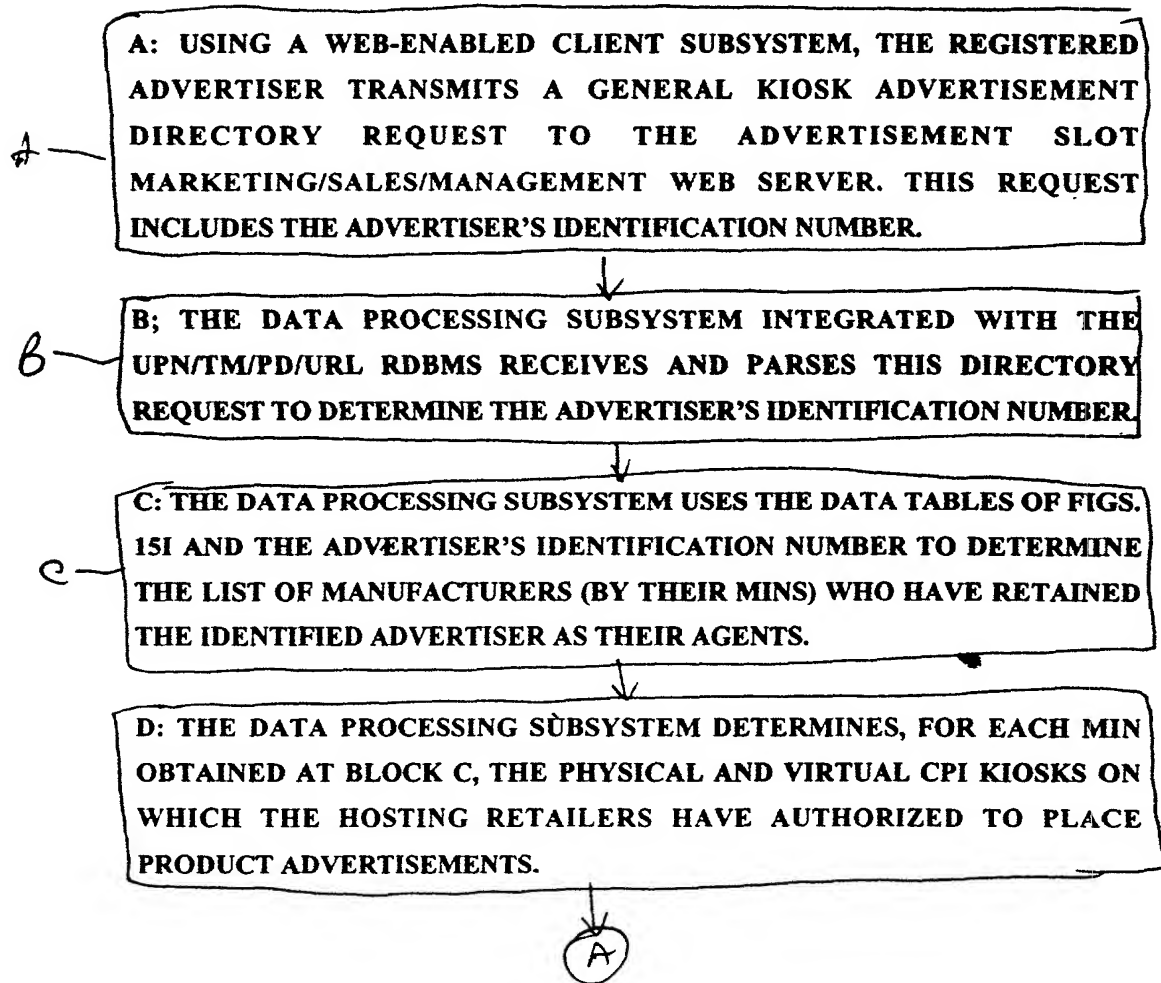 A: USING A WEB-ENABLED CLIENT SUBSYSTEM, THE REGISTERED
ADVERTISER TRANSMITS A GENERAL KIOSK ADVERTISEMENT
DIRECTORY REQUEST TO THE ADVERTISEMENT SLOT
MARKETING/SALES/MANAGEMENT WEB SERVER. THIS REQUEST
INCLUDES THE ADVERTISER'S IDENTIFICATION NUMBER.
A
B; THE DATA PROCESSING SUBSYSTEM INTEGRATED WITH THE
UPN/TM/PD/URL RDBMS RECEIVES AND PARSES THIS DIRECTORY
REQUEST TO DETERMINE THE ADVERTISER'S IDENTIFICATION NUMBER.
B
C: THE DATA PROCESSING SUBSYSTEM USES THE DATA TABLES OF FIGS.
15I AND THE ADVERTISER'S IDENTIFICATION NUMBER TO DETERMINE
THE LIST OF MANUFACTURERS (BY THEIR MINS) WHO HAVE RETAINED
THE IDENTIFIED ADVERTISER AS THEIR AGENTS.
C
D: THE DATA PROCESSING SUBSYSTEM DETERMINES, FOR EACH MIN
OBTAINED AT BLOCK C, THE PHYSICAL AND VIRTUAL CPI KIOSKS ON
WHICH THE HOSTING RETAILERS HAVE AUTHORIZED TO PLACE
PRODUCT ADVERTISEMENTS.
A